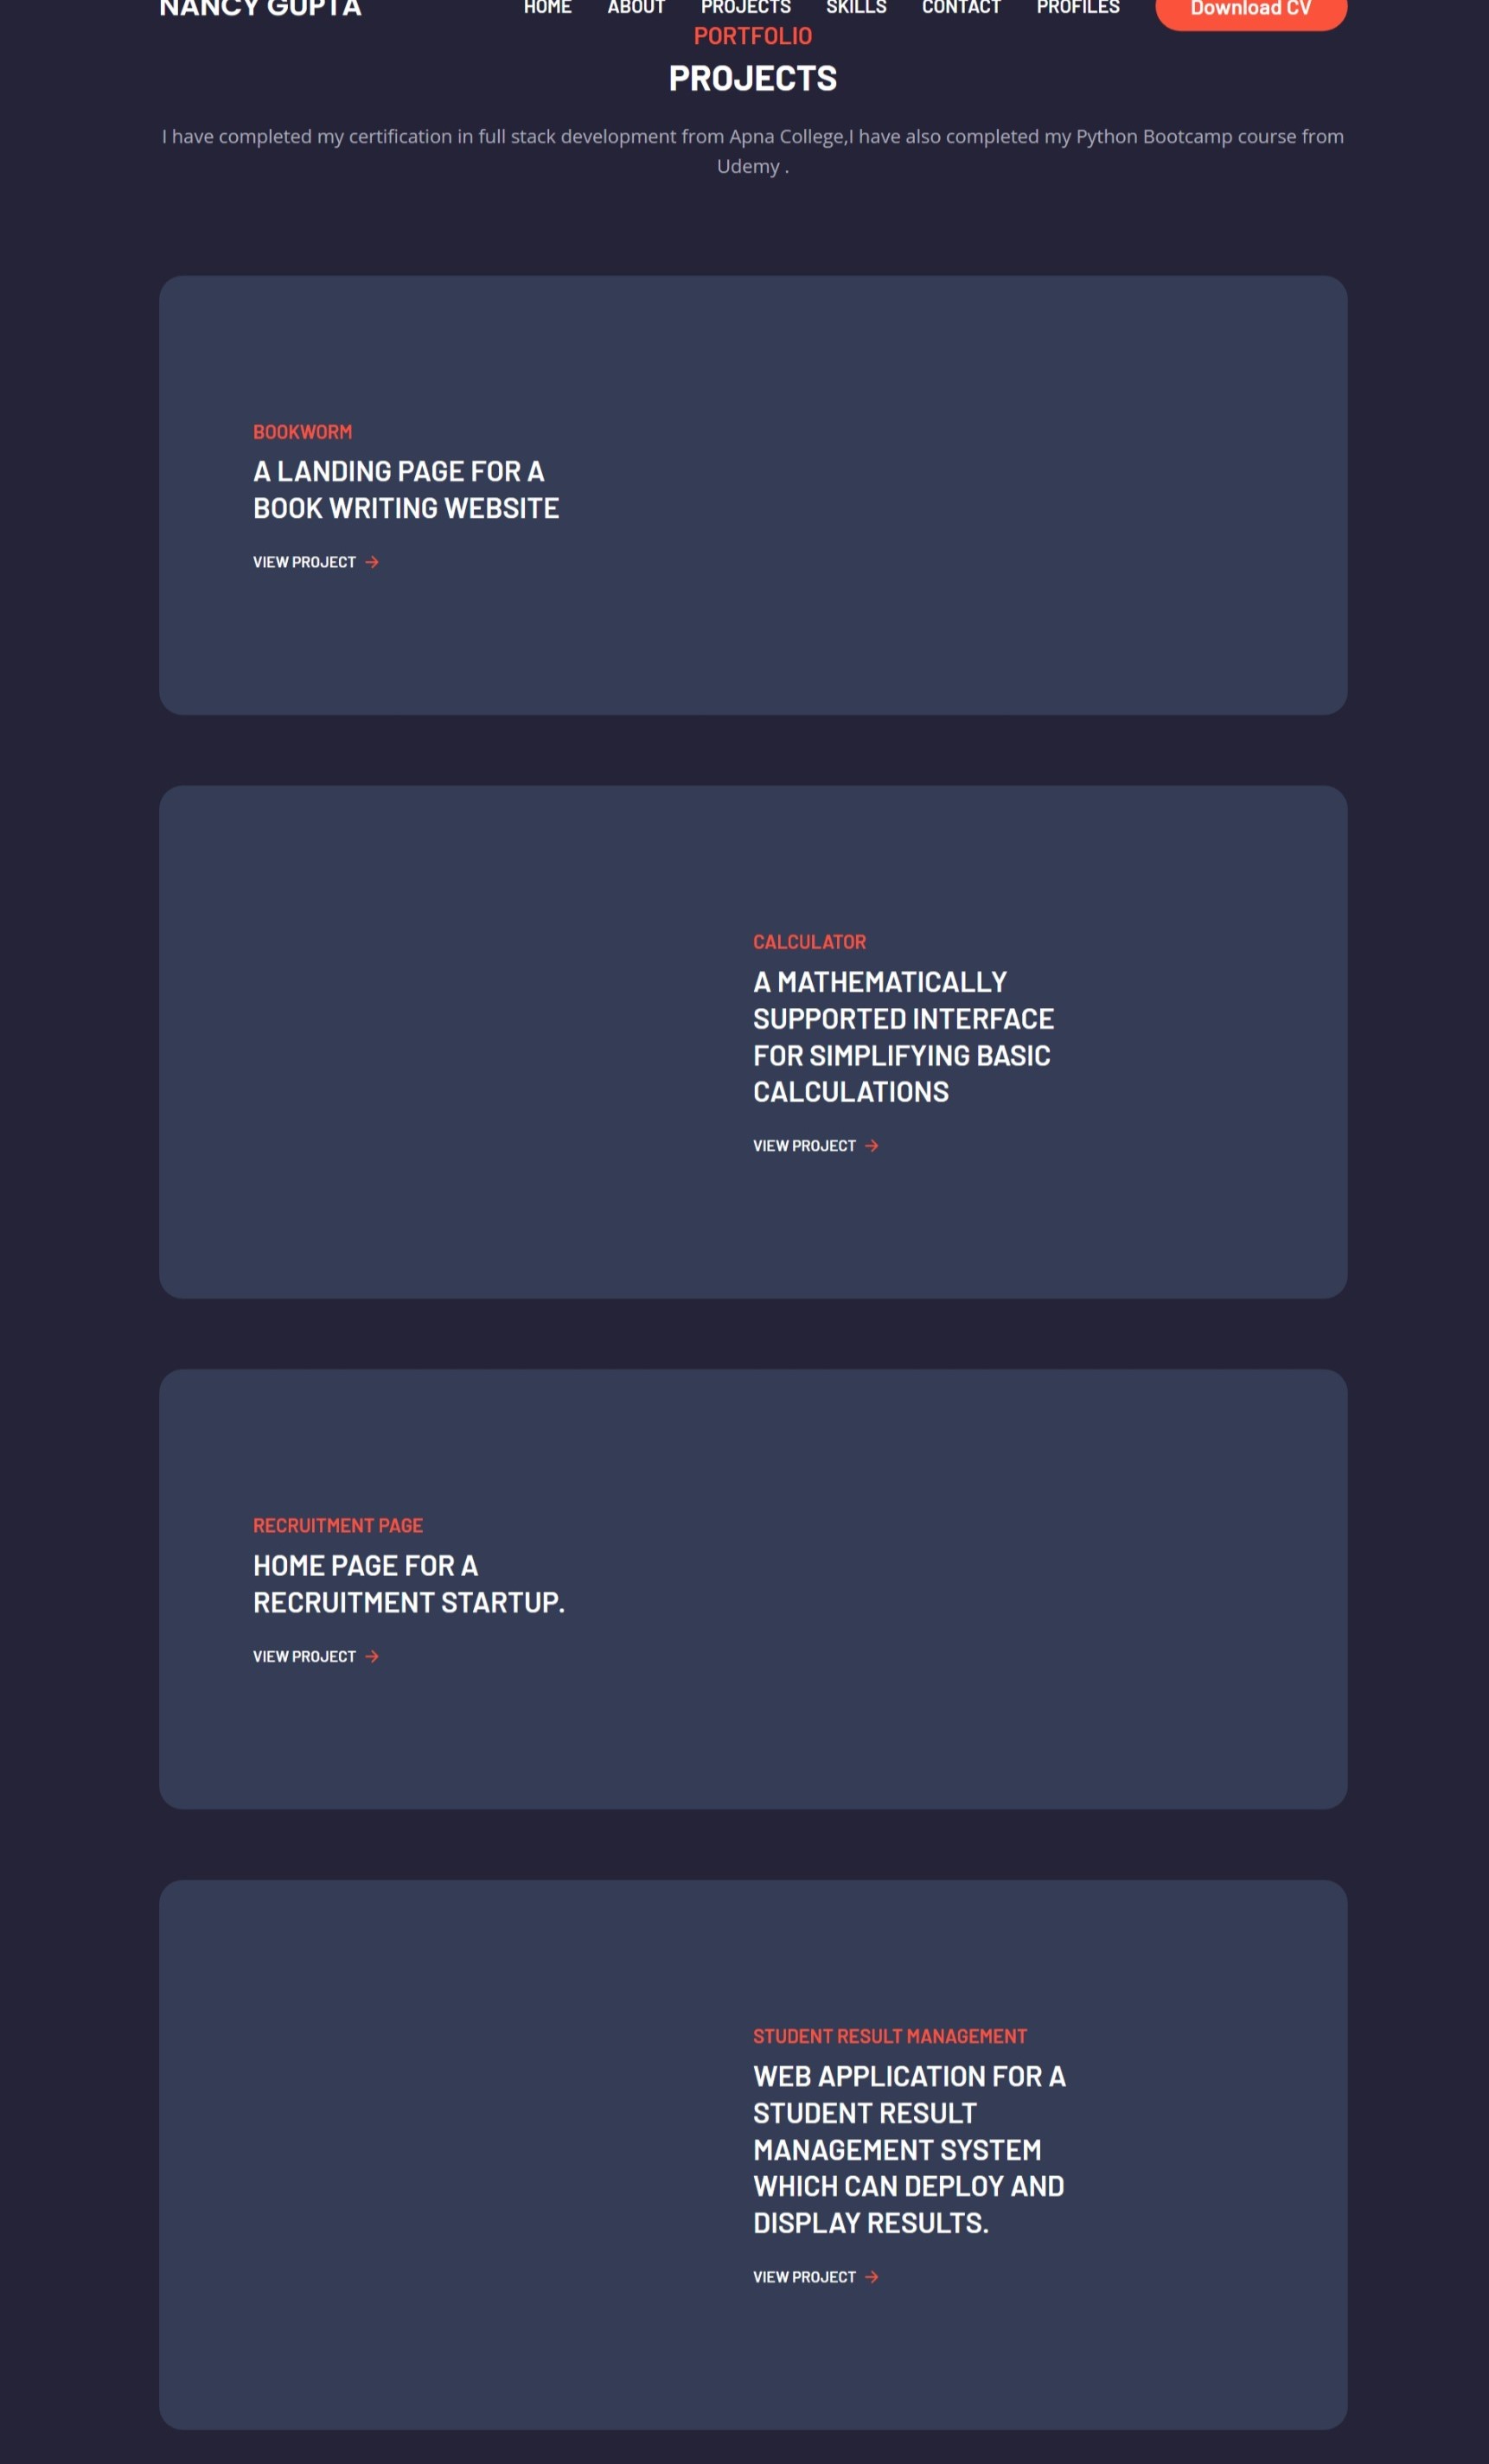 NANCY GUPTA HOME ABOUT PROJECTS SKILLS CONTACT PROFILES Download CV
PORTFOLIO
PROJECTS
I have completed my certification in full stack development from Apna College,I have also completed my Python Bootcamp course from
Udemy .
BOOKWORM
A LANDING PAGE FOR A
BOOK WRITING WEBSITE
VIEW PROJECT →
CALCULATOR
A MATHEMATICALLY
SUPPORTED INTERFACE
FOR SIMPLIFYING BASIC
CALCULATIONS
VIEW PROJECT →
RECRUITMENT PAGE
HOME PAGE FOR A
RECRUITMENT STARTUP.
VIEW PROJECT →
STUDENT RESULT MANAGEMENT
WEB APPLICATION FOR A
STUDENT RESULT
MANAGEMENT SYSTEM
WHICH CAN DEPLOY AND
DISPLAY RESULTS.
VIEW PROJECT →